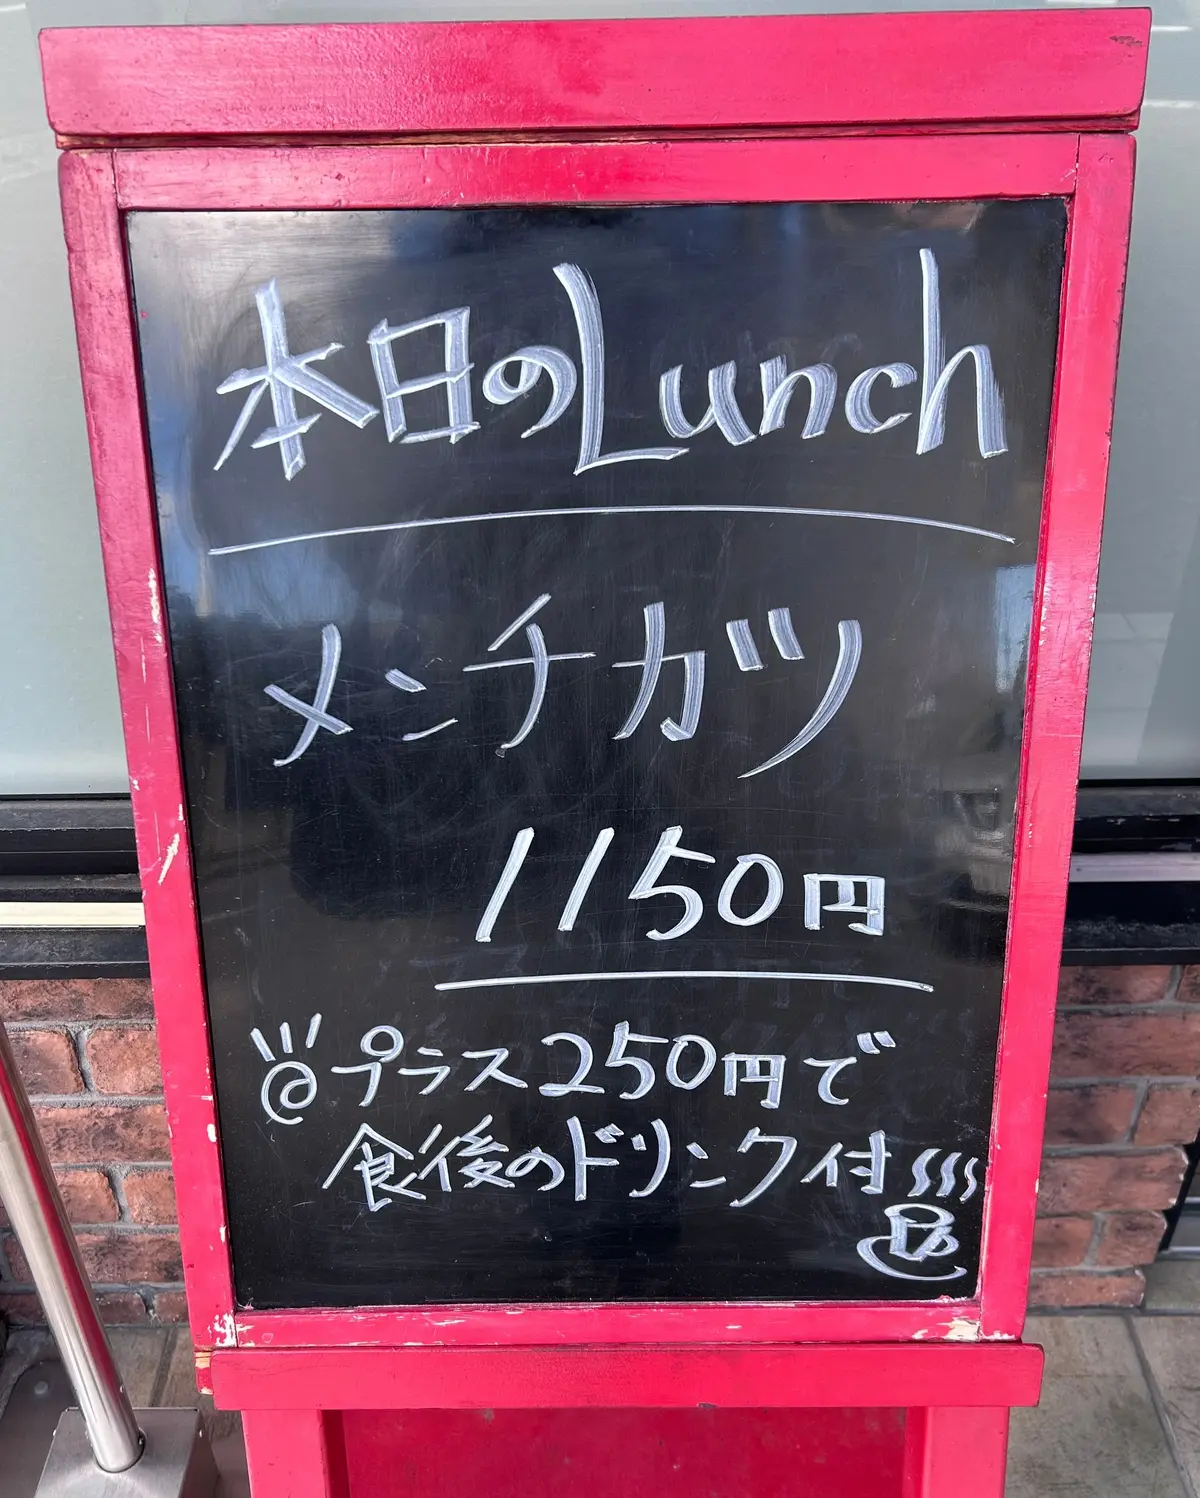 本日のLunch
メンチカツ
1150円
@プラス250円で
食後のドリンク付